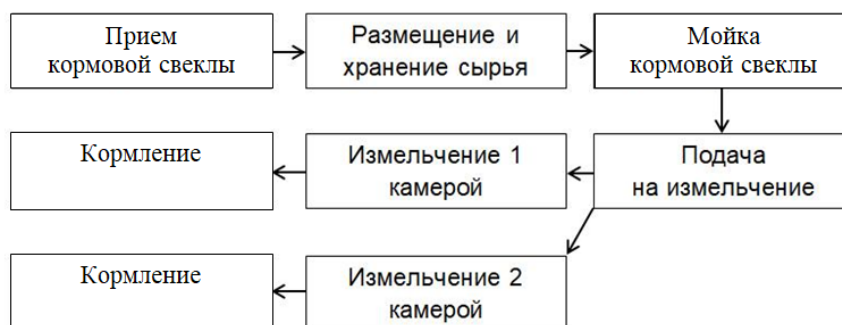 Прием
кормовой свеклы
Размещение и
хранение сырья
Мойка
кормовой свеклы
Кормление
Измельчение 1
камерой
Подача
на измельчение
Кормление
Измельчение 2
камерой